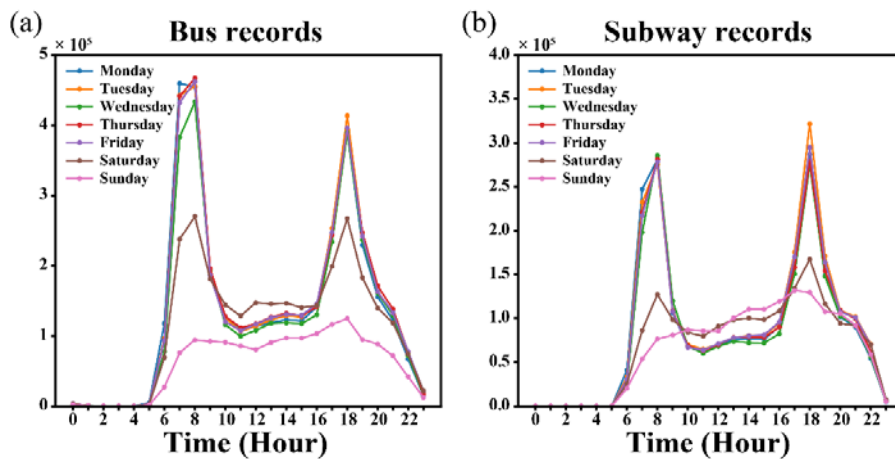 (a)
Bus records
× 10⁵
5
4
3
2
1
0
Monday
Tuesday
Wednesday
Thursday
Friday
Saturday
Sunday
0 2 4 6 8 10 12 14 16 18 20 22
Time (Hour)
(b)
Subway records
× 10⁵
4.0
3.5
3.0
2.5
2.0
1.5
1.0
0.5
0.0
Monday
Tuesday
Wednesday
Thursday
Friday
Saturday
Sunday
0 2 4 6 8 10 12 14 16 18 20 22
Time (Hour)